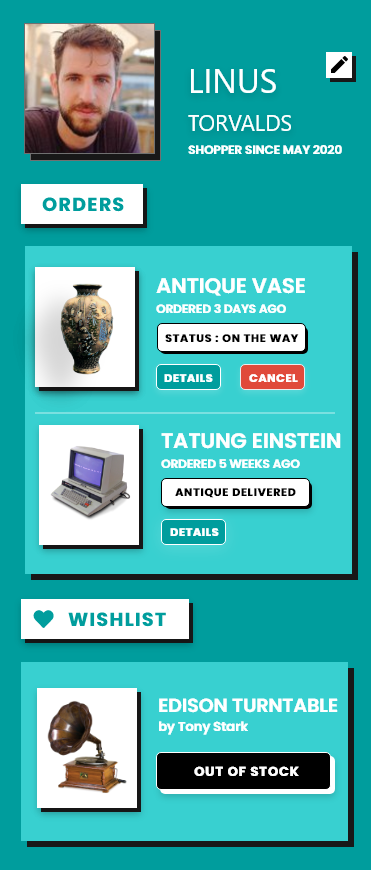 LINUS
TORVALDS
SHOPPER SINCE MAY 2020
ORDERS
ANTIQUE VASE
ORDERED 3 DAYS AGO
STATUS : ON THE WAY
DETAILS CANCEL
TATUNG EINSTEIN
ORDERED 5 WEEKS AGO
ANTIQUE DELIVERED
DETAILS
WISHLIST
EDISON TURNTABLE
by Tony Stark
OUT OF STOCK